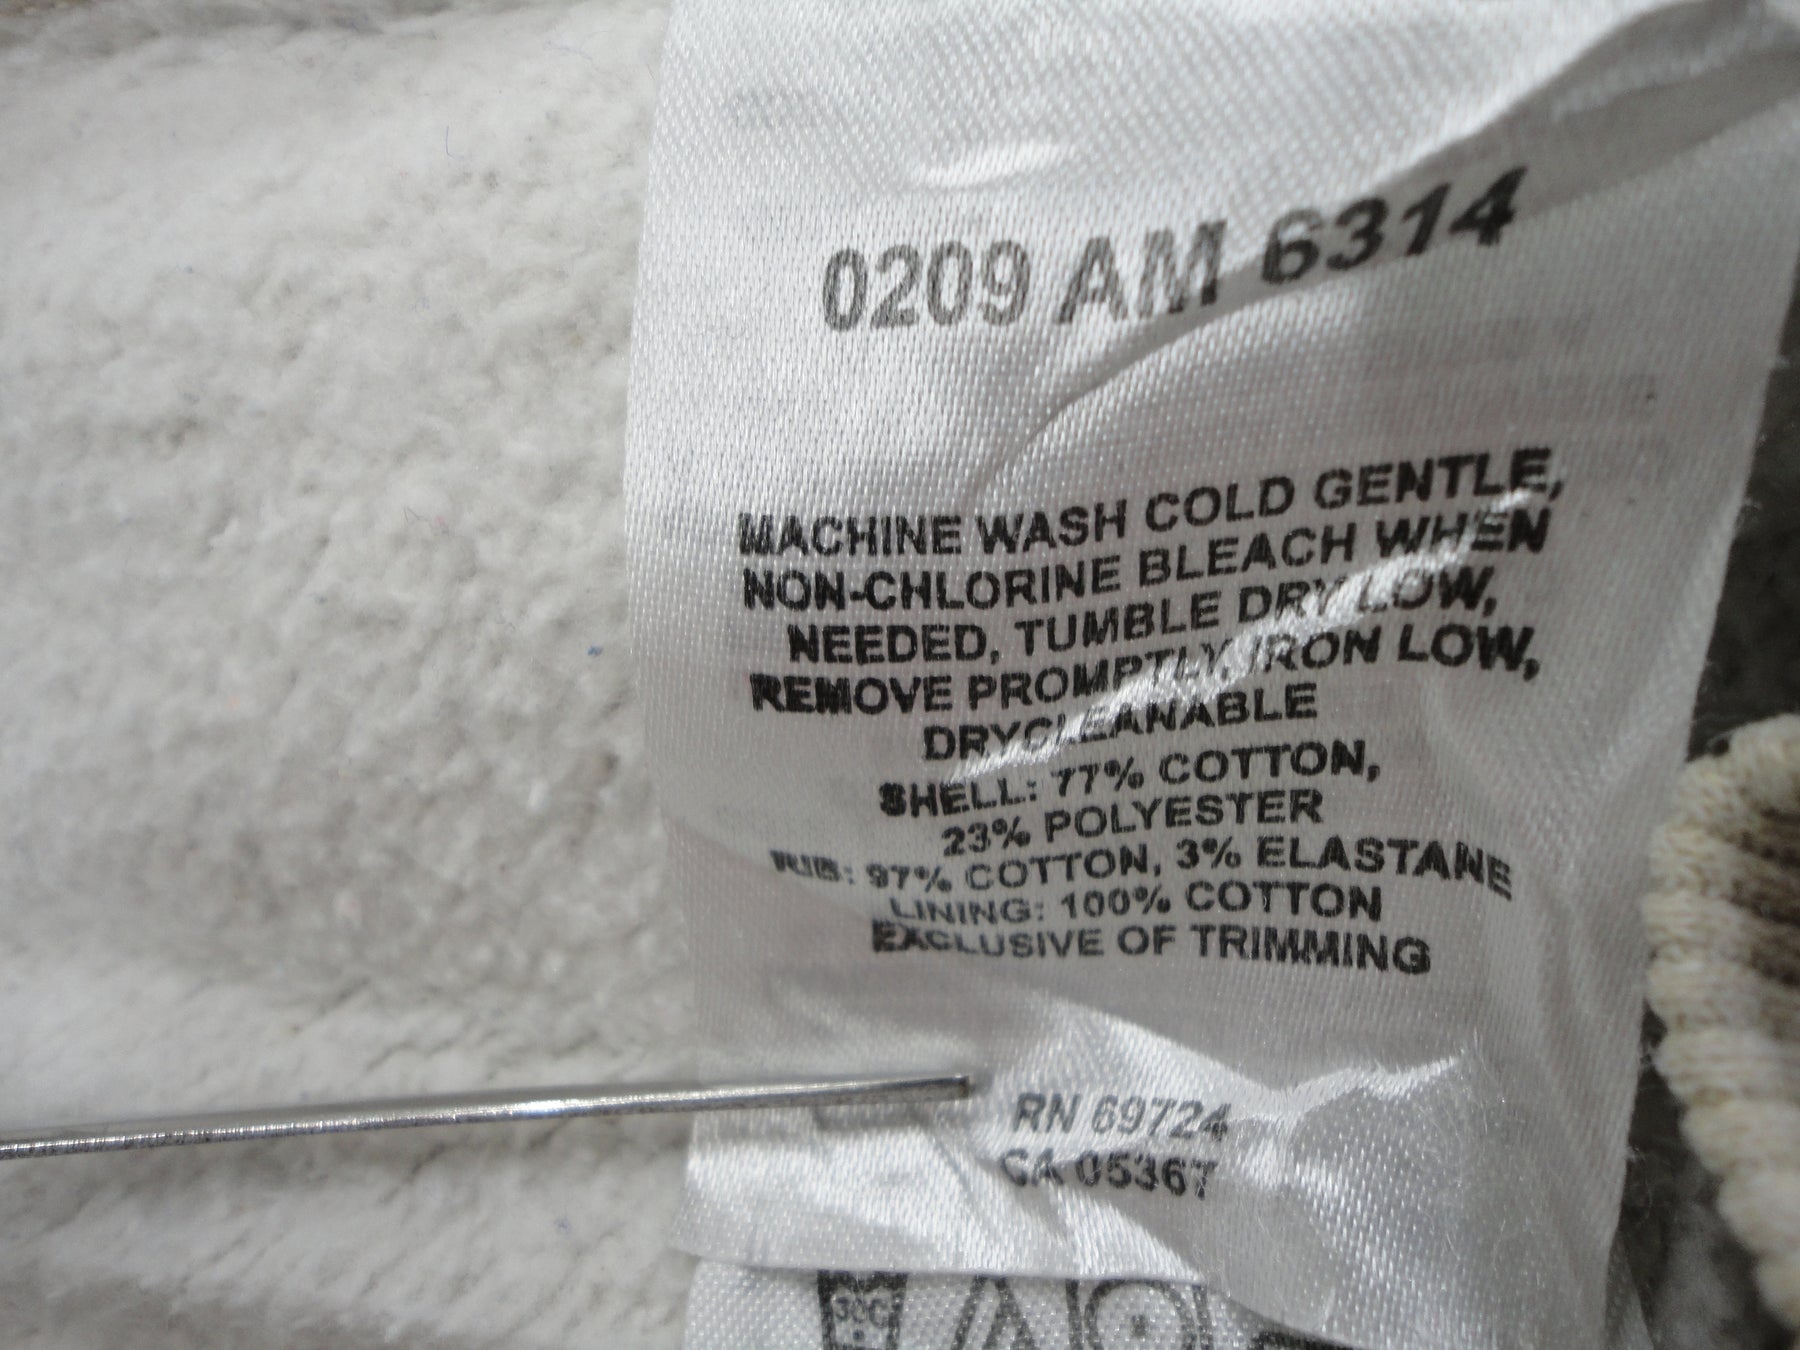 0209 AM 6314
MACHINE WASH COLD GENTLE,
NON-CHLORINE BLEACH WHEN
NEEDED, TUMBLE DRY LOW,
REMOVE PROMPTLY, IRON LOW,
DRYCLEANABLE
SHELL: 77% COTTON,
23% POLYESTER
RIB: 97% COTTON, 3% ELASTANE
LINING: 100% COTTON
EXCLUSIVE OF TRIMMING
RN 69724
CA 05367
30C